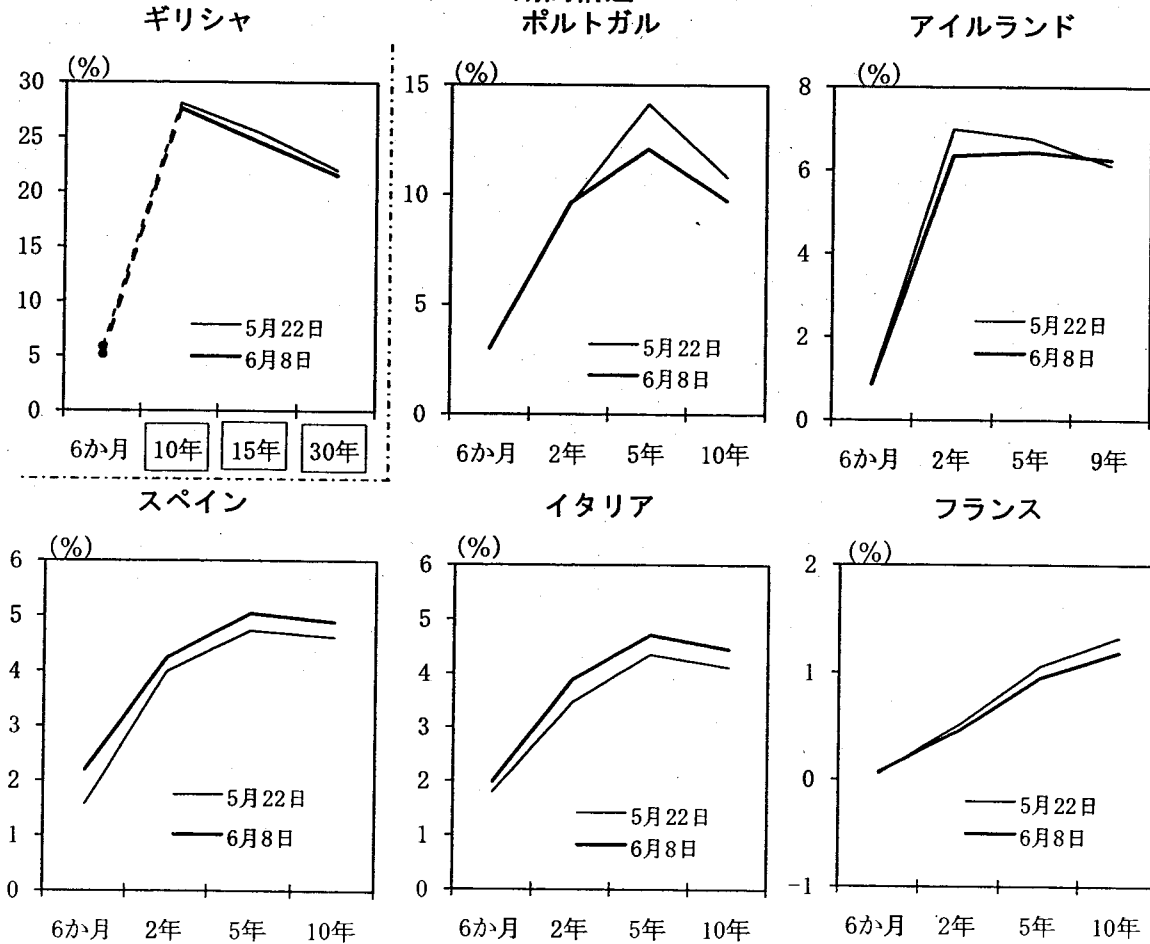 ギリシャ
ポルトガル
アイルランド
(%)
30
25
20
15
10
5
0
5月22日
6月8日
6か月 10年 15年 30年
(%)
15
10
5
0
5月22日
6月8日
6か月 2年 5年 10年
(%)
8
6
4
2
0
5月22日
6月8日
6か月 2年 5年 9年
スペイン
イタリア
フランス
(%)
6
5
4
3
2
1
0
5月22日
6月8日
6か月 2年 5年 10年
(%)
6
5
4
3
2
1
0
5月22日
6月8日
6か月 2年 5年 10年
(%)
2
1
0
-1
5月22日
6月8日
6か月 2年 5年 10年